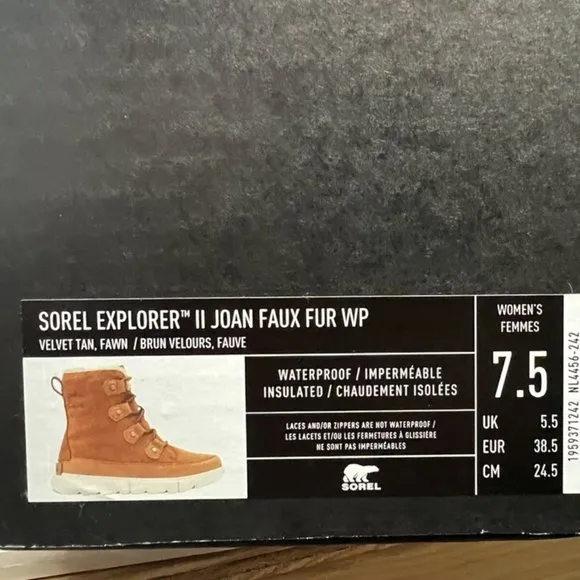 SOREL EXPLORER™ II JOAN FAUX FUR WP
VELVET TAN, FAWN / BRUN VELOURS, FAUVE
WATERPROOF / IMPERMÉABLE
INSULATED / CHAUDEMENT ISOLÉES
LACES AND/OR ZIPPERS ARE NOT WATERPROOF /
LES LACETS ET/OU LES FERMETURES À GLISSIÈRE
NE SONT PAS IMPERMÉABLES
SOREL
WOMEN'S
FEMMES
7.5
UK 5.5
EUR 38.5
CM 24.5
1959371242 NL4456-242